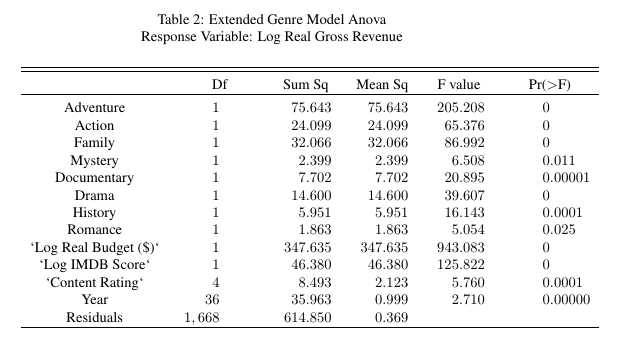 Table 2: Extended Genre Model Anova
Response Variable: Log Real Gross Revenue
Df Sum Sq Mean Sq F value Pr(>F)
Adventure 1 75.643 75.643 205.208 0
Action 1 24.099 24.099 65.376 0
Family 1 32.066 32.066 86.992 0
Mystery 1 2.399 2.399 6.508 0.011
Documentary 1 7.702 7.702 20.895 0.00001
Drama 1 14.600 14.600 39.607 0
History 1 5.951 5.951 16.143 0.0001
Romance 1 1.863 1.863 5.054 0.025
‘Log Real Budget ($)‘ 1 347.635 347.635 943.083 0
‘Log IMDB Score‘ 1 46.380 46.380 125.822 0
‘Content Rating‘ 4 8.493 2.123 5.760 0.0001
Year 36 35.963 0.999 2.710 0.00000
Residuals 1,668 614.850 0.369